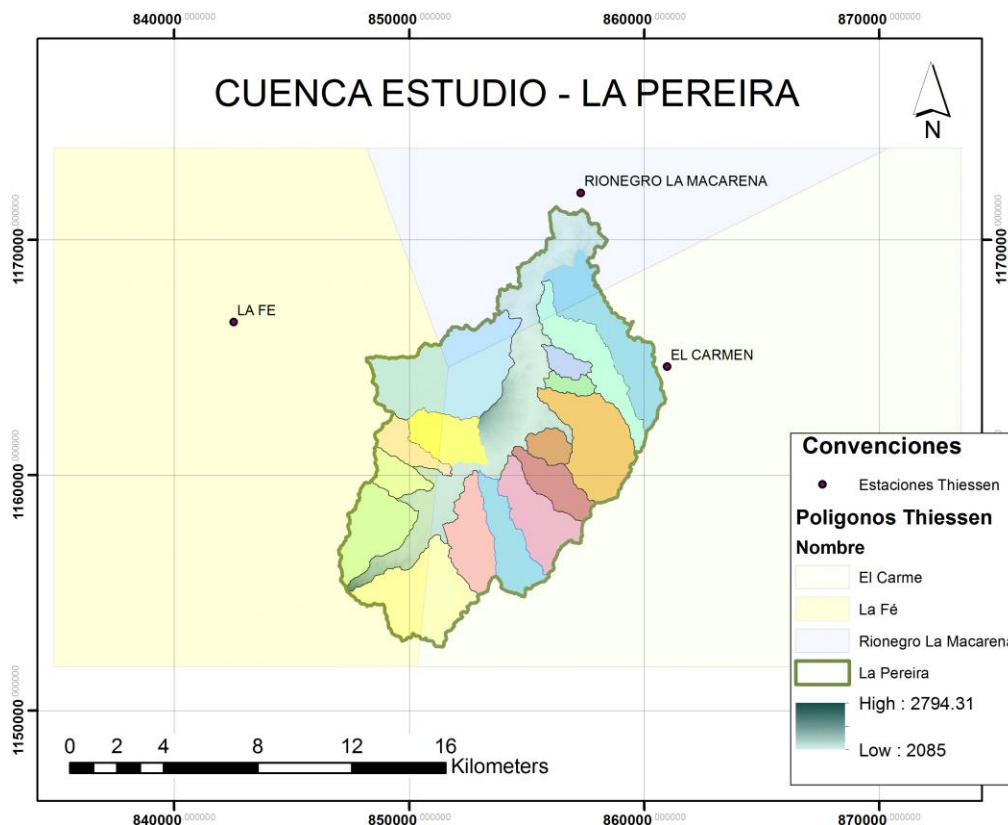 840000.000000 850000.000000 860000.000000 870000.000000
CUENCA ESTUDIO - LA PEREIRA
N
RIONEGRO LA MACARENA
1170000.000000 1170000.000000
LA FE
EL CARMEN
1160000.000000
Convenciones
Estaciones Thiessen
Poligonos Thiessen
Nombre
El Carme
La Fé
Rionegro La Macarena
La Pereira
High : 2794.31
Low : 2085
1150000.000000
0 2 4 8 12 16
Kilometers
840000.000000 850000.000000 860000.000000 870000.000000